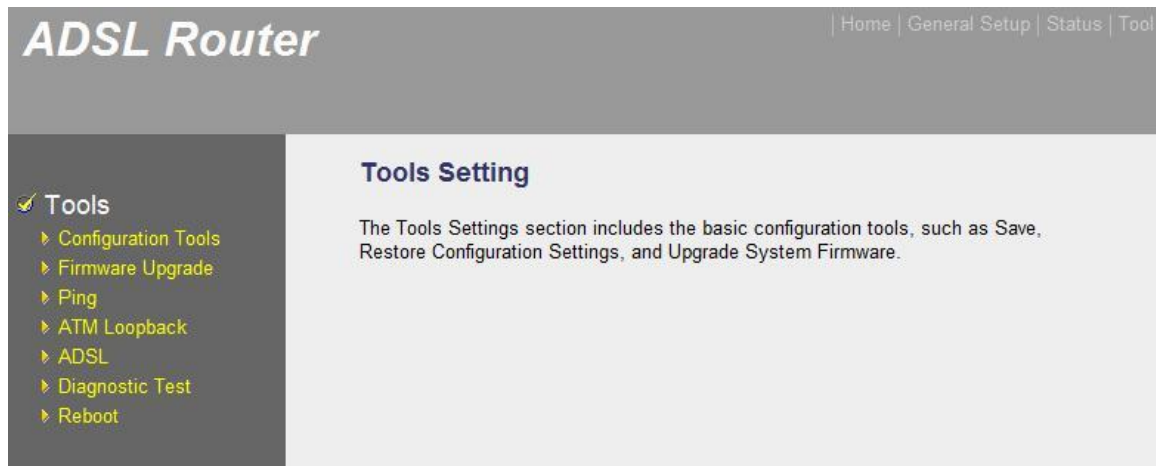 ADSL Router
| Home | General Setup | Status | Tool
Tools
Configuration Tools
Firmware Upgrade
Ping
ATM Loopback
ADSL
Diagnostic Test
Reboot
Tools Setting
The Tools Settings section includes the basic configuration tools, such as Save,
Restore Configuration Settings, and Upgrade System Firmware.